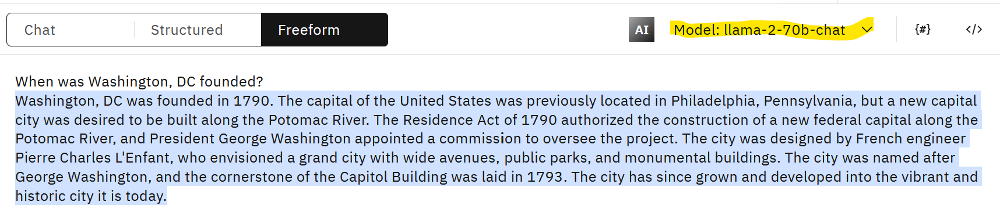 Chat Structured Freeform AI Model: llama-2-70b-chat {#} </>
When was Washington, DC founded?
Washington, DC was founded in 1790. The capital of the United States was previously located in Philadelphia, Pennsylvania, but a new capital
city was desired to be built along the Potomac River. The Residence Act of 1790 authorized the construction of a new federal capital along the
Potomac River, and President George Washington appointed a commission to oversee the project. The city was designed by French engineer
Pierre Charles L'Enfant, who envisioned a grand city with wide avenues, public parks, and monumental buildings. The city was named after
George Washington, and the cornerstone of the Capitol Building was laid in 1793. The city has since grown and developed into the vibrant and
historic city it is today.